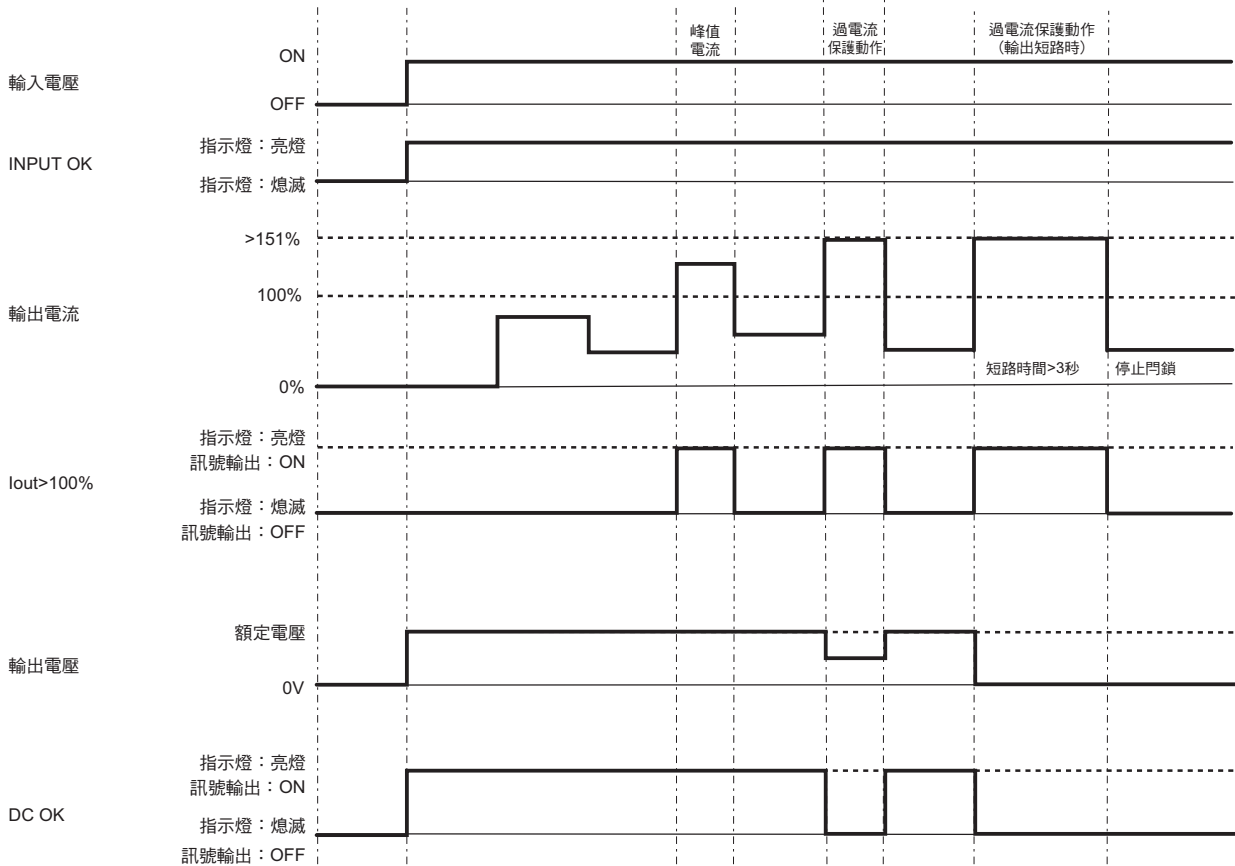 峰值
電流
過電流
保護動作
過電流保護動作
（輸出短路時）
輸入電壓
ON
OFF
INPUT OK
指示燈：亮燈
指示燈：熄滅
輸出電流
>151%
100%
0%
短路時間>3秒
停止閂鎖
Iout>100%
指示燈：亮燈
訊號輸出：ON
指示燈：熄滅
訊號輸出：OFF
輸出電壓
額定電壓
0V
DC OK
指示燈：亮燈
訊號輸出：ON
指示燈：熄滅
訊號輸出：OFF